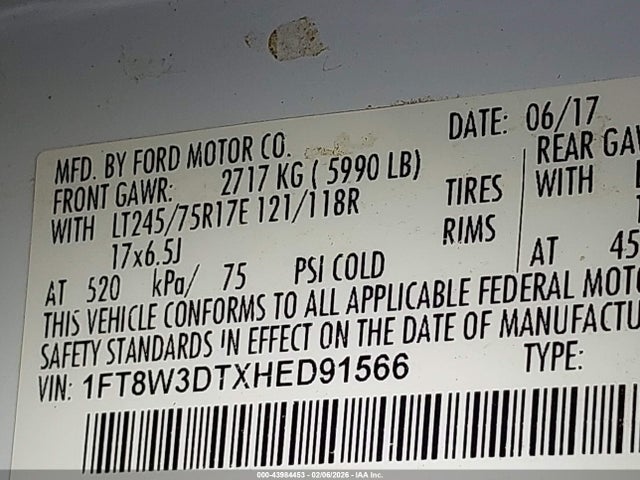 MFD. BY FORD MOTOR CO. DATE: 06/17
FRONT GAWR: 2717 KG ( 5990 LB) REAR GAW
WITH LT245/75R17E 121/118R TIRES WITH
17x6.5J RIMS
AT 520 kPa/ 75 PSI COLD AT 45
THIS VEHICLE CONFORMS TO ALL APPLICABLE FEDERAL MOTO
SAFETY STANDARDS IN EFFECT ON THE DATE OF MANUFACTU
VIN: 1FT8W3DTXHED91566 TYPE:
000-43984453 - 02/06/2026 - IAA Inc.